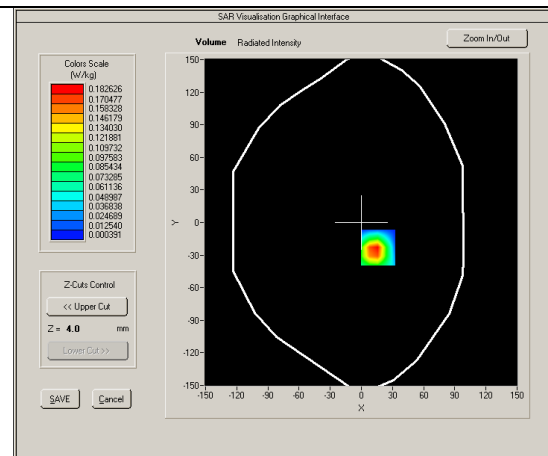 SAR Visualisation Graphical Interface
Volume Radiated Intensity
Zoom In/Out
Colors Scale
(W/kg)
0.182626
0.170477
0.158328
0.146179
0.134030
0.121881
0.109732
0.097583
0.085434
0.073285
0.061136
0.048987
0.036838
0.024689
0.012540
0.000391
Z-Cuts Control
<< Upper Cut
Z = 4.0 mm
Lower Cut >>
SAVE Cancel
150
120
90
60
30
0
-30
-60
-90
-120
-150
Y
-150 -120 -90 -60 -30 0 30 60 90 120 150
X